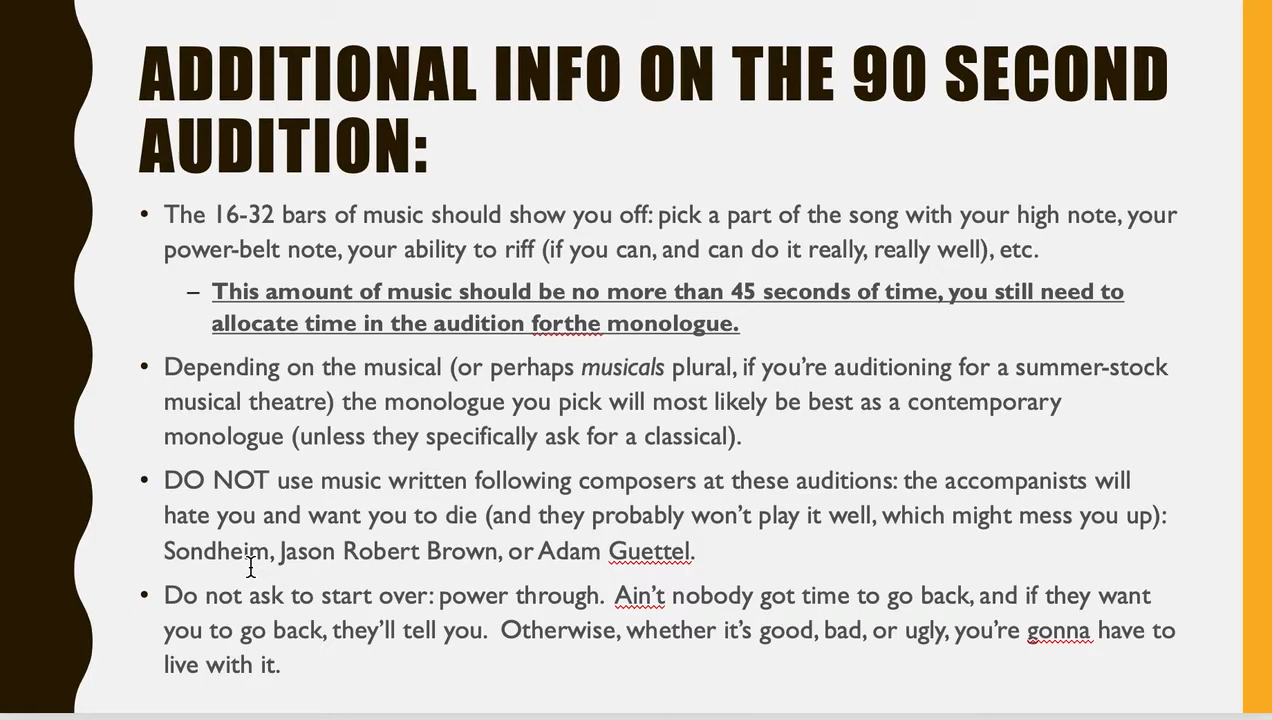 ADDITIONAL INFO ON THE 90 SECOND
AUDITION:
• The 16-32 bars of music should show you off: pick a part of the song with your high note, your
power-belt note, your ability to riff (if you can, and can do it really, really well), etc.
– This amount of music should be no more than 45 seconds of time, you still need to
allocate time in the audition forthe monologue.
• Depending on the musical (or perhaps musicals plural, if you’re auditioning for a summer-stock
musical theatre) the monologue you pick will most likely be best as a contemporary
monologue (unless they specifically ask for a classical).
• DO NOT use music written following composers at these auditions: the accompanists will
hate you and want you to die (and they probably won’t play it well, which might mess you up):
Sondheim, Jason Robert Brown, or Adam Guettel.
• Do not ask to start over: power through.  Ain’t nobody got time to go back, and if they want
you to go back, they’ll tell you.  Otherwise, whether it’s good, bad, or ugly, you’re gonna have to
live with it.